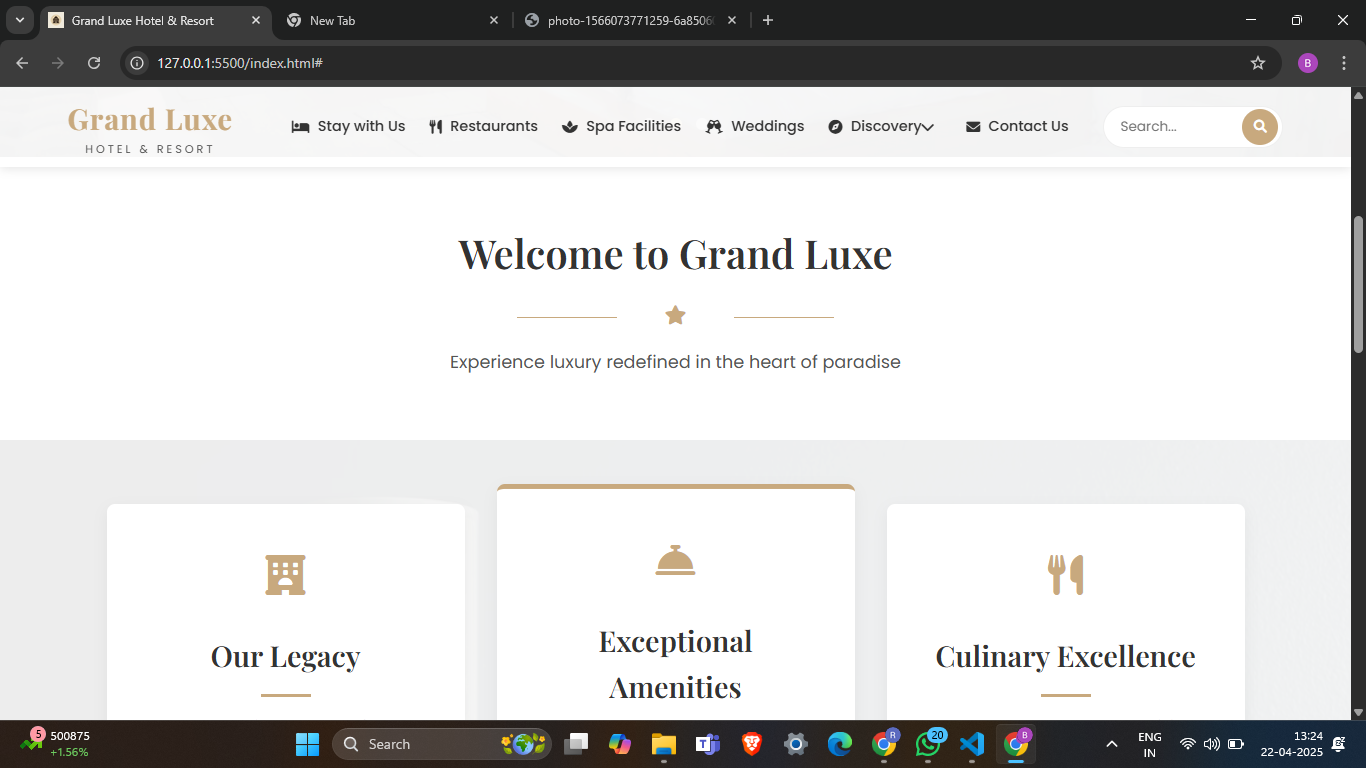 Grand Luxe Hotel & Resort
New Tab
photo-1566073771259-6a8506
127.0.0.1:5500/index.html#
B
Grand Luxe
HOTEL & RESORT
Stay with Us
Restaurants
Spa Facilities
Weddings
Discovery
Contact Us
Search...
Welcome to Grand Luxe
Experience luxury redefined in the heart of paradise
Our Legacy
Exceptional
Amenities
Culinary Excellence
5
500875
+1.56%
Search
R
20
B
ENG
IN
13:24
22-04-2025